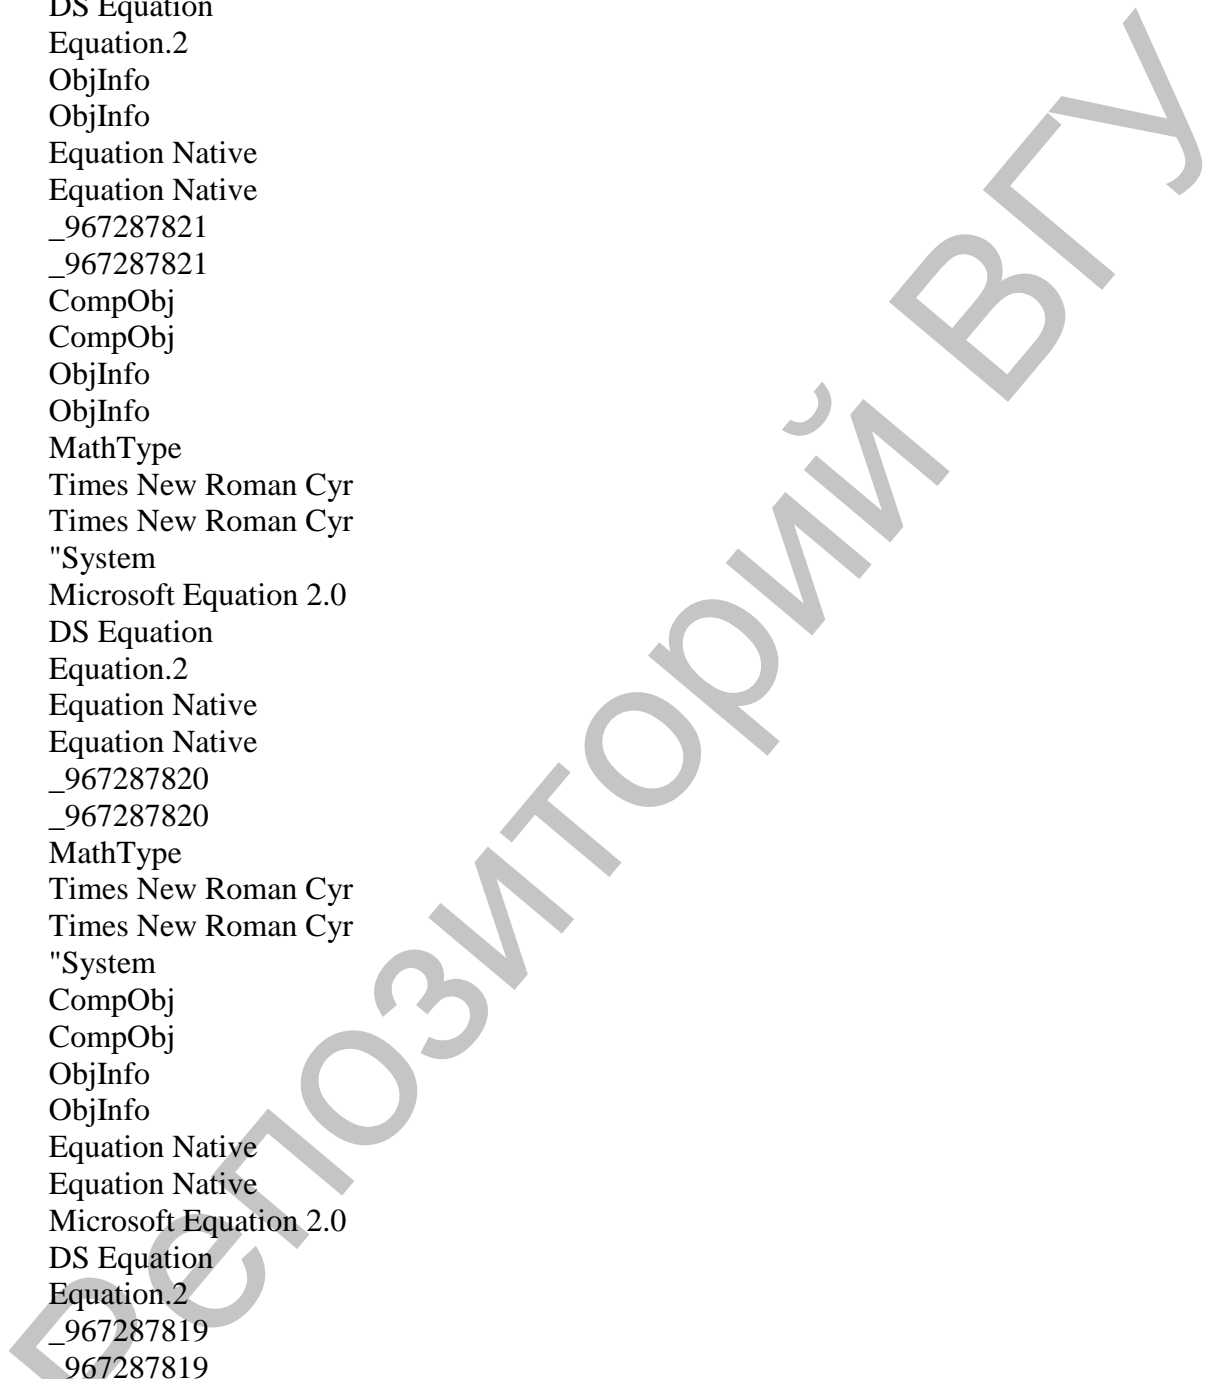 DS Equation
Equation.2
ObjInfo
ObjInfo
Equation Native
Equation Native
_967287821
_967287821
CompObj
CompObj
ObjInfo
ObjInfo
MathType
Times New Roman Cyr
Times New Roman Cyr
"System
Microsoft Equation 2.0
DS Equation
Equation.2
Equation Native
Equation Native
_967287820
_967287820
MathType
Times New Roman Cyr
Times New Roman Cyr
"System
CompObj
CompObj
ObjInfo
ObjInfo
Equation Native
Equation Native
Microsoft Equation 2.0
DS Equation
Equation.2
_967287819
_967287819
Репозиторий ВГУ